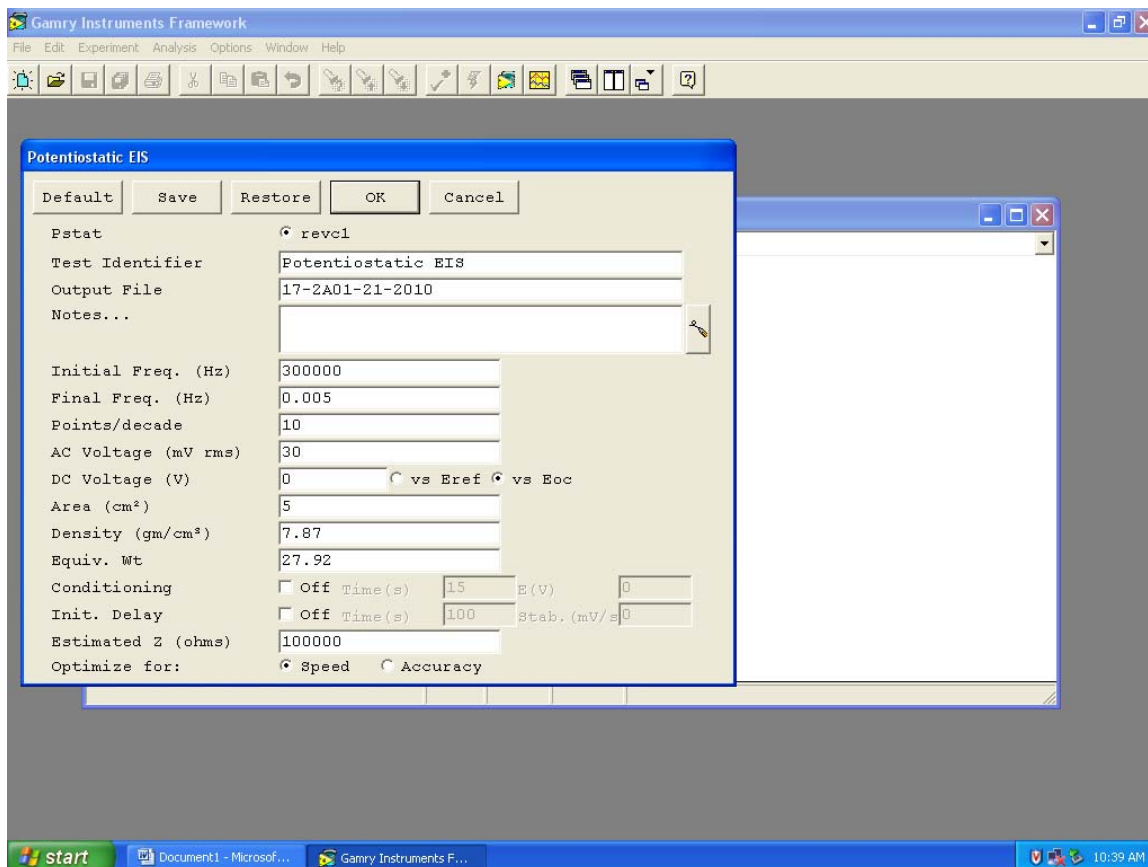 Gamry Instruments Framework
File Edit Experiment Analysis Options Window Help
Potentiostatic EIS
Default Save Restore OK Cancel
Pstat revc1
Test Identifier Potentiostatic EIS
Output File 17-2A01-21-2010
Notes...
Initial Freq. (Hz) 300000
Final Freq. (Hz) 0.005
Points/decade 10
AC Voltage (mV rms) 30
DC Voltage (V) 0 vs Eref vs Eoc
Area (cm²) 5
Density (gm/cm³) 7.87
Equiv. Wt 27.92
Conditioning Off Time(s) 15 E(V) 0
Init. Delay Off Time(s) 100 Stab.(mV/s 0
Estimated Z (ohms) 100000
Optimize for: Speed Accuracy
start Document1 - Microsof... Gamry Instruments F... 10:39 AM